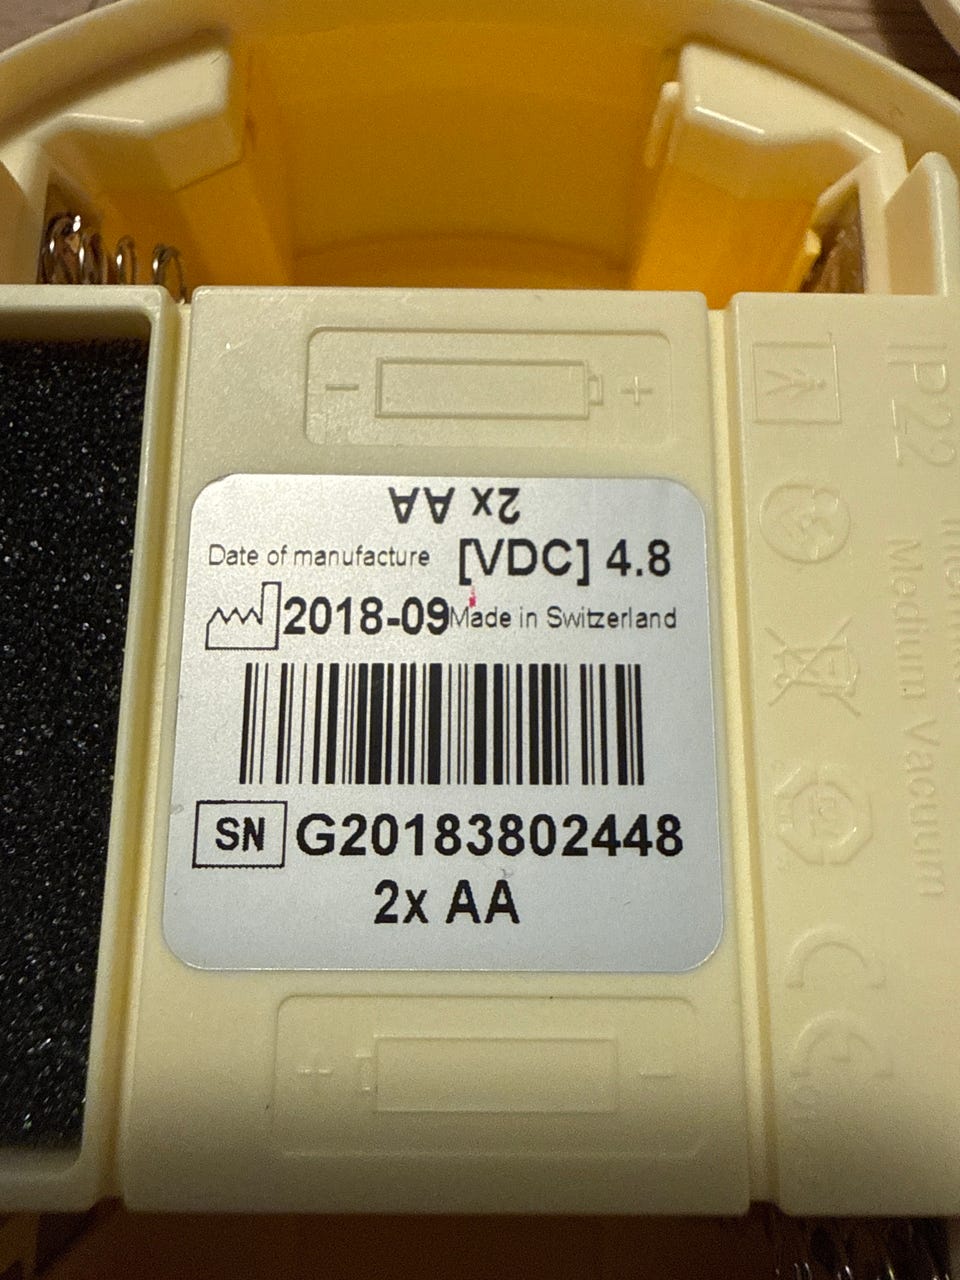 2x AA
Date of manufacture [VDC] 4.8
2018-09 Made in Switzerland
SN G20183802448
2x AA
- +
+ -
IP22
Medium Vacuum
CE